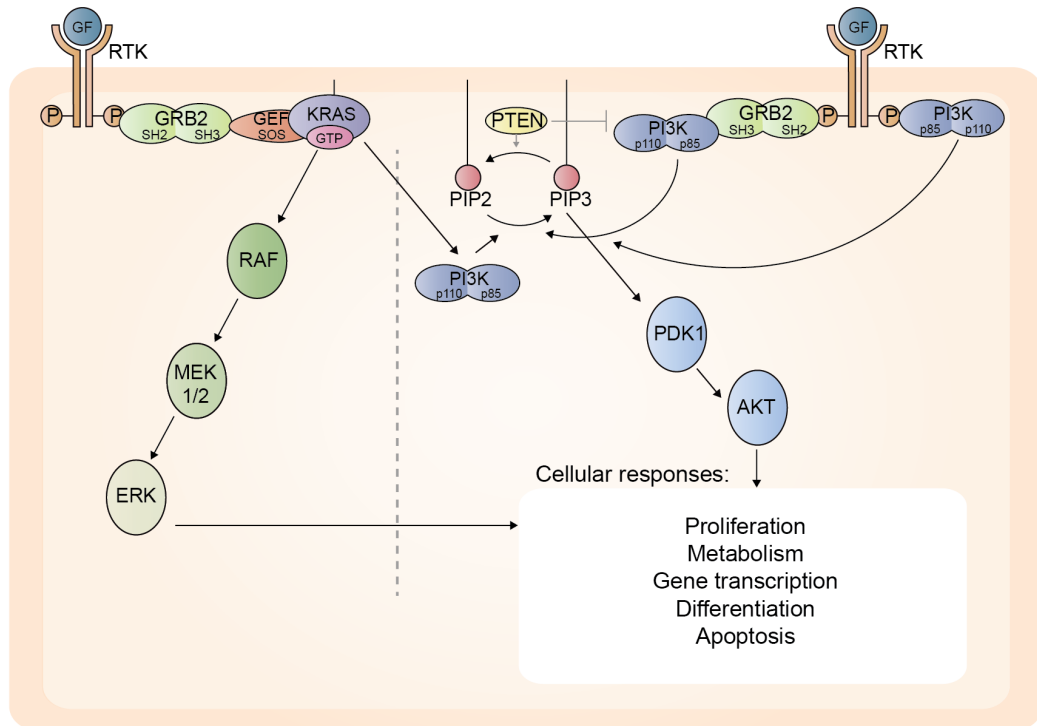 GF
RTK
P
P
GRB2
SH2 SH3
GEF
SOS
KRAS
GTP
PTEN
PI3K
p110 p85
GRB2
SH3 SH2
P
GF
RTK
P
PI3K
p85 p110
PIP2
PIP3
RAF
PI3K
p110 p85
PDK1
MEK
1/2
AKT
ERK
Cellular responses:
Proliferation
Metabolism
Gene transcription
Differentiation
Apoptosis